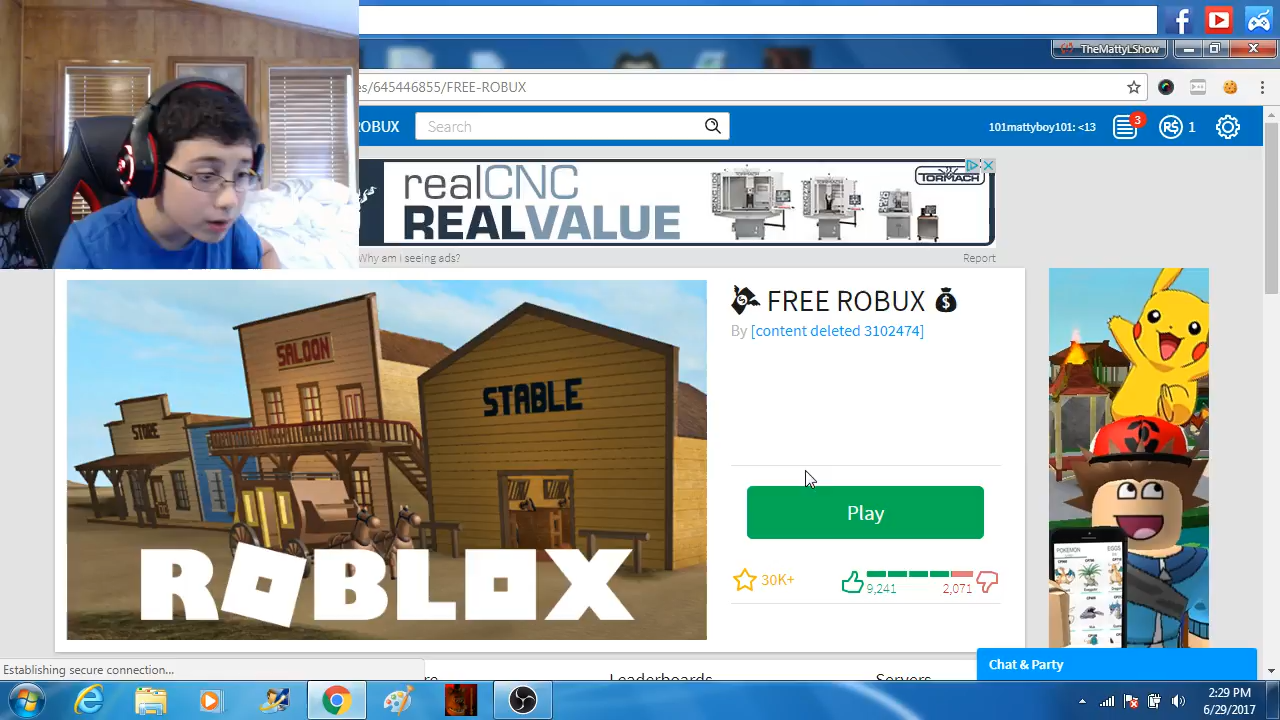 TheMattyLShow
es/645446855/FREE-ROBUX
ROBUX
Search
101mattyboy101: <13
3
R$ 1
realCNC
REALVALUE
TORMACH
Why am i seeing ads?
Report
STORE
SALOON
STABLE
ROBLOX
FREE ROBUX
By [content deleted 3102474]
Play
30K+
9,241
2,071
POKEMON
EGGS
Establishing secure connection...
Leaderboards
Servers
Chat & Party
2:29 PM
6/29/2017